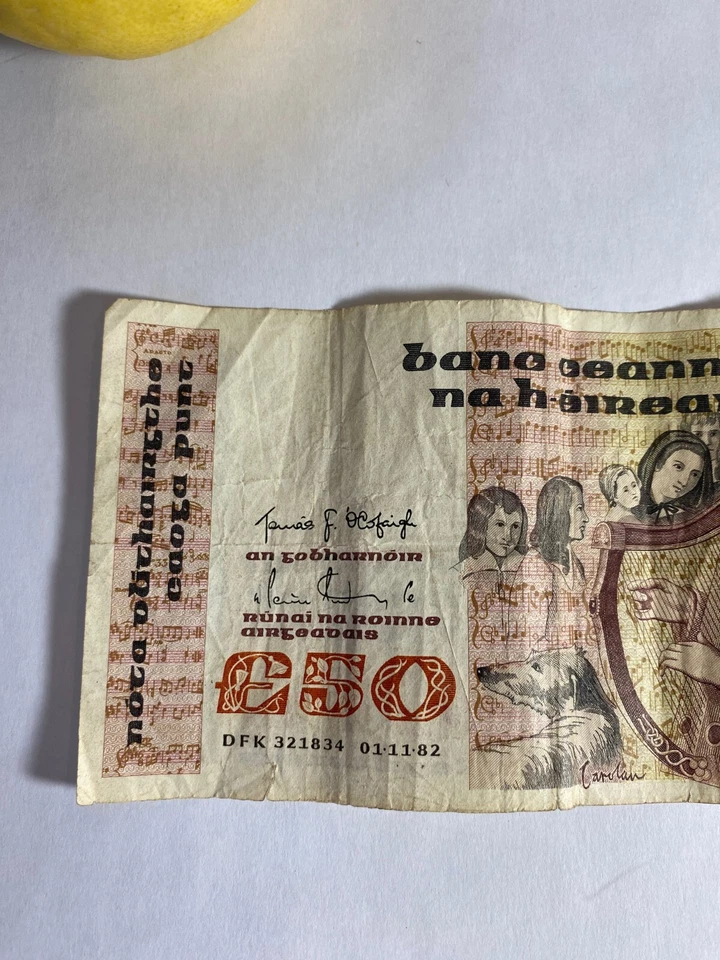 nóta dlíthairgthe
caoga punt
banc ceann
na h-éirean
Tomás F. Ó Cofaigh
an gobharnóir
rúnaí na roinne
airgeadais
£50
DFK 321834 01·11·82
Carolan